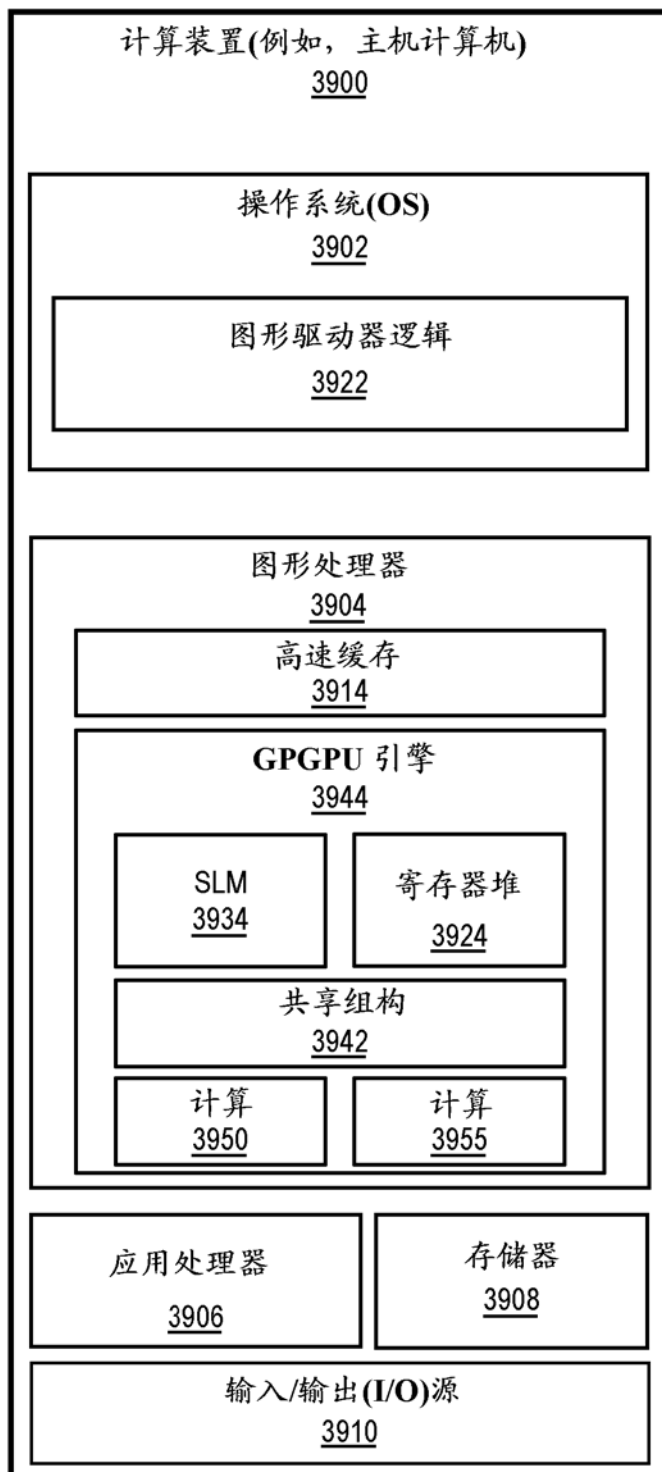 计算装置(例如，主机计算机)
3900
操作系统(OS)
3902
图形驱动器逻辑
3922
图形处理器
3904
高速缓存
3914
GPGPU 引擎
3944
SLM
3934
寄存器堆
3924
共享组构
3942
计算
3950
计算
3955
应用处理器
3906
存储器
3908
输入/输出(I/O)源
3910